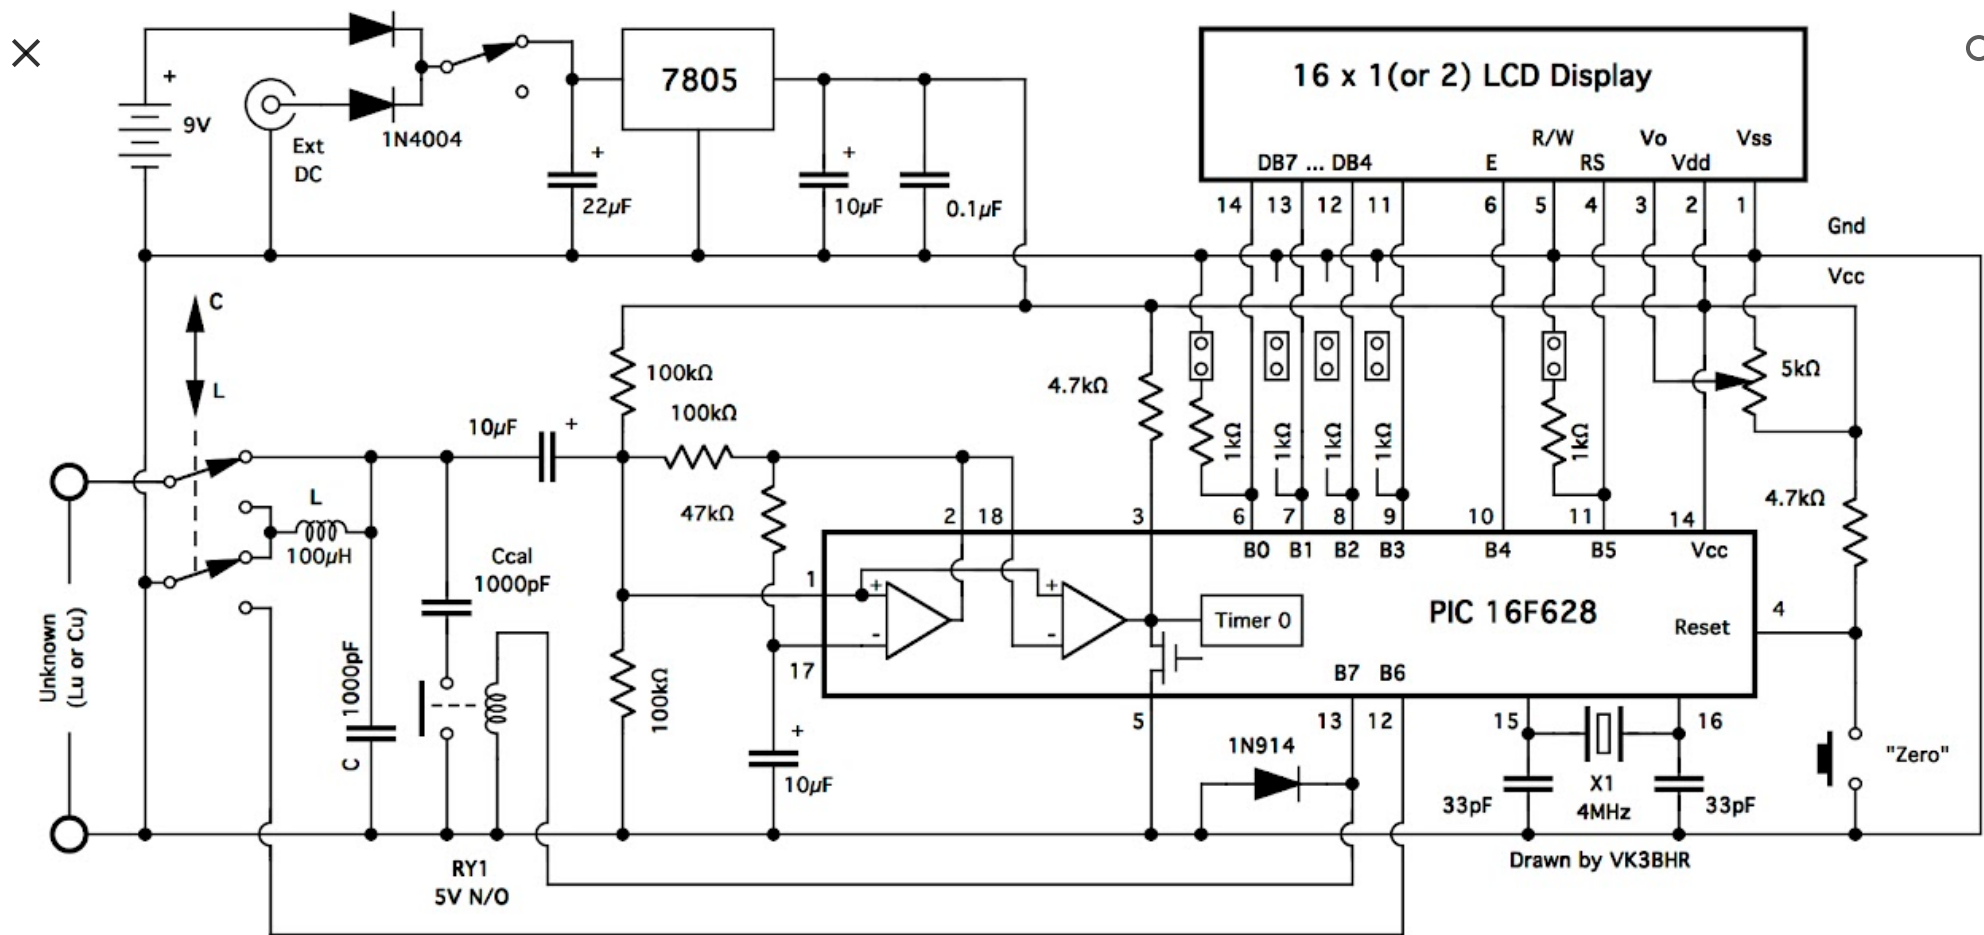 +
9V
Ext
DC
1N4004
7805
+
22µF
+
10µF
0.1µF
16 x 1(or 2) LCD Display
R/W
Vo
Vss
DB7 ... DB4
E
RS
Vdd
14
13
12
11
6
5
4
3
2
1
Gnd
Vcc
C
L
100kΩ
100kΩ
4.7kΩ
1kΩ
1kΩ
1kΩ
1kΩ
1kΩ
5kΩ
10µF
+
L
100µH
47kΩ
4.7kΩ
2
18
3
6
7
8
9
10
11
14
B0
B1
B2
B3
B4
B5
Vcc
Ccal
1000pF
1
+
-
+
-
Timer 0
PIC 16F628
Reset
4
Unknown
(Lu or Cu)
C 1000pF
100kΩ
17
B7
B6
5
13
12
15
16
+
10µF
1N914
33pF
X1
4MHz
33pF
"Zero"
RY1
5V N/O
Drawn by VK3BHR